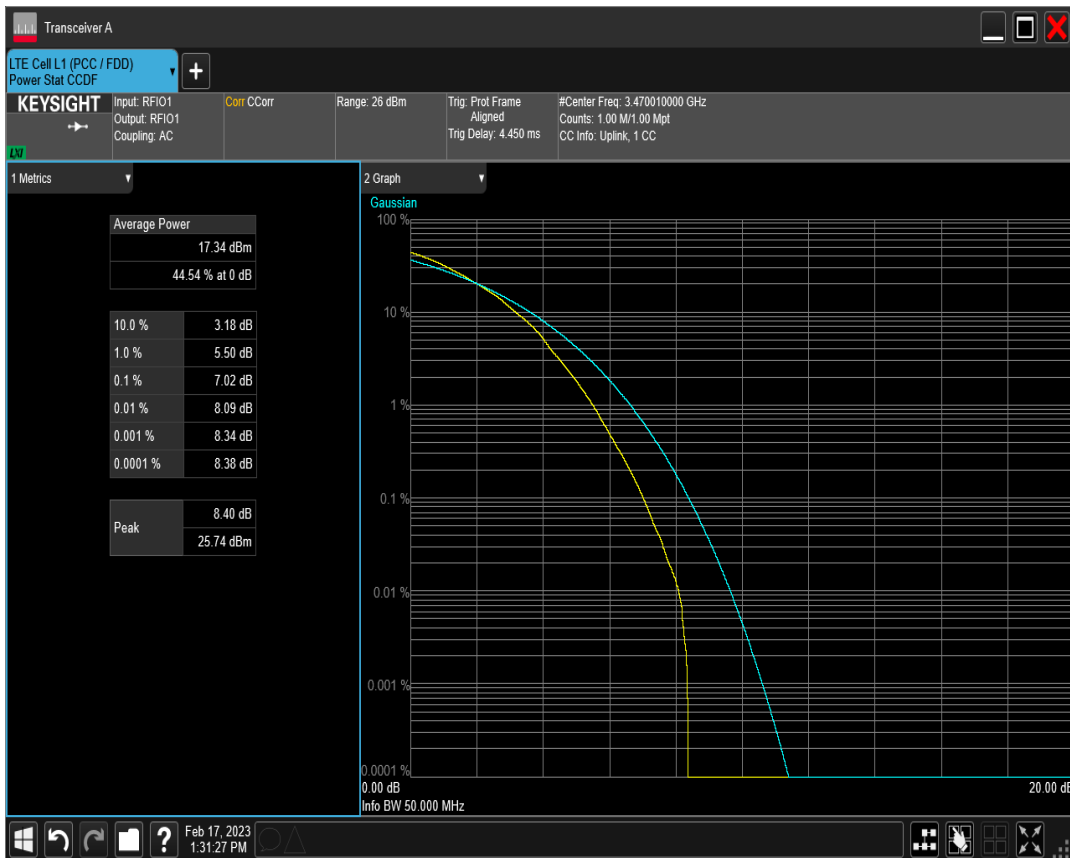 Transceiver A
LTE Cell L1 (PCC / FDD)
Power Stat CCDF
+
KEYSIGHT
LXI
Input: RFIO1
Output: RFIO1
Coupling: AC
Corr CCorr
Range: 26 dBm
Trig: Prot Frame
Aligned
Trig Delay: 4.450 ms
#Center Freq: 3.470010000 GHz
Counts: 1.00 M/1.00 Mpt
CC Info: Uplink, 1 CC
1 Metrics
Average Power
17.34 dBm
44.54 % at 0 dB
10.0 % 3.18 dB
1.0 % 5.50 dB
0.1 % 7.02 dB
0.01 % 8.09 dB
0.001 % 8.34 dB
0.0001 % 8.38 dB
Peak
8.40 dB
25.74 dBm
2 Graph
Gaussian
100 %
10 %
1 %
0.1 %
0.01 %
0.001 %
0.0001 %
0.00 dB
20.00 dB
Info BW 50.000 MHz
?
Feb 17, 2023
1:31:27 PM